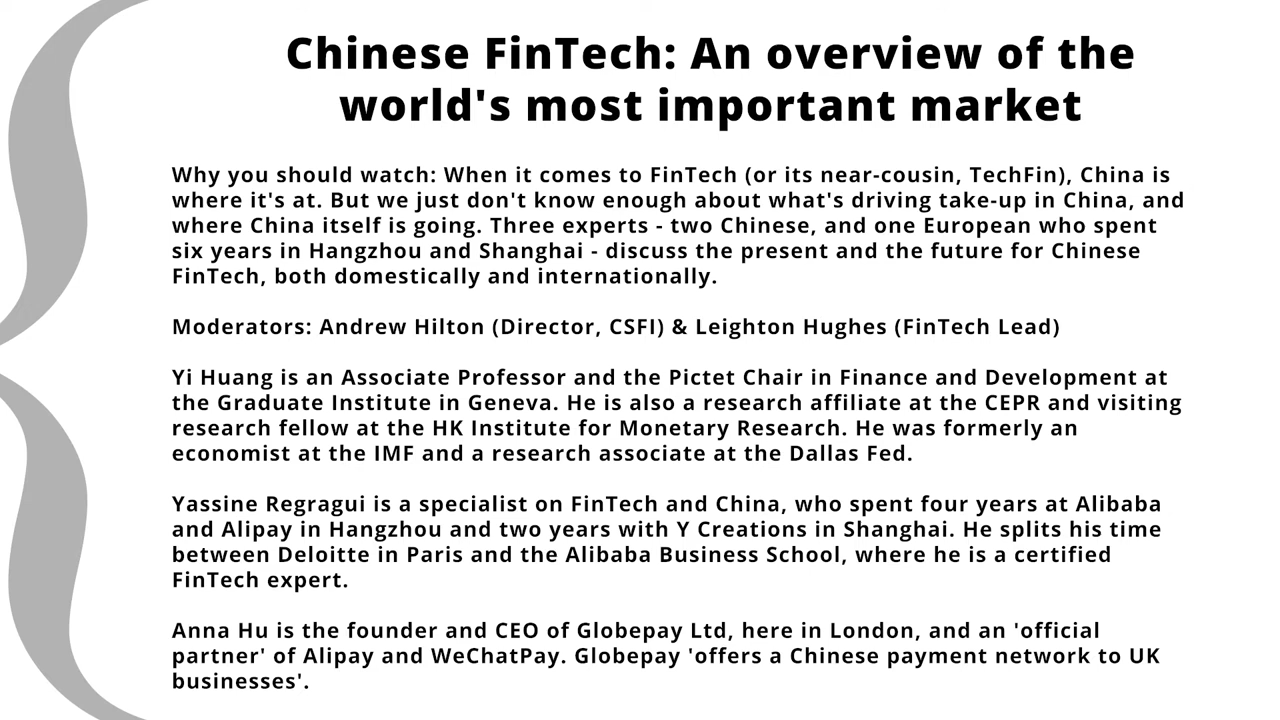 Chinese FinTech: An overview of the
world's most important market
Why you should watch: When it comes to FinTech (or its near-cousin, TechFin), China is
where it's at. But we just don't know enough about what's driving take-up in China, and
where China itself is going. Three experts - two Chinese, and one European who spent
six years in Hangzhou and Shanghai - discuss the present and the future for Chinese
FinTech, both domestically and internationally.
Moderators: Andrew Hilton (Director, CSFI) & Leighton Hughes (FinTech Lead)
Yi Huang is an Associate Professor and the Pictet Chair in Finance and Development at
the Graduate Institute in Geneva. He is also a research affiliate at the CEPR and visiting
research fellow at the HK Institute for Monetary Research. He was formerly an
economist at the IMF and a research associate at the Dallas Fed.
Yassine Regragui is a specialist on FinTech and China, who spent four years at Alibaba
and Alipay in Hangzhou and two years with Y Creations in Shanghai. He splits his time
between Deloitte in Paris and the Alibaba Business School, where he is a certified
FinTech expert.
Anna Hu is the founder and CEO of Globepay Ltd, here in London, and an 'official
partner' of Alipay and WeChatPay. Globepay 'offers a Chinese payment network to UK
businesses'.